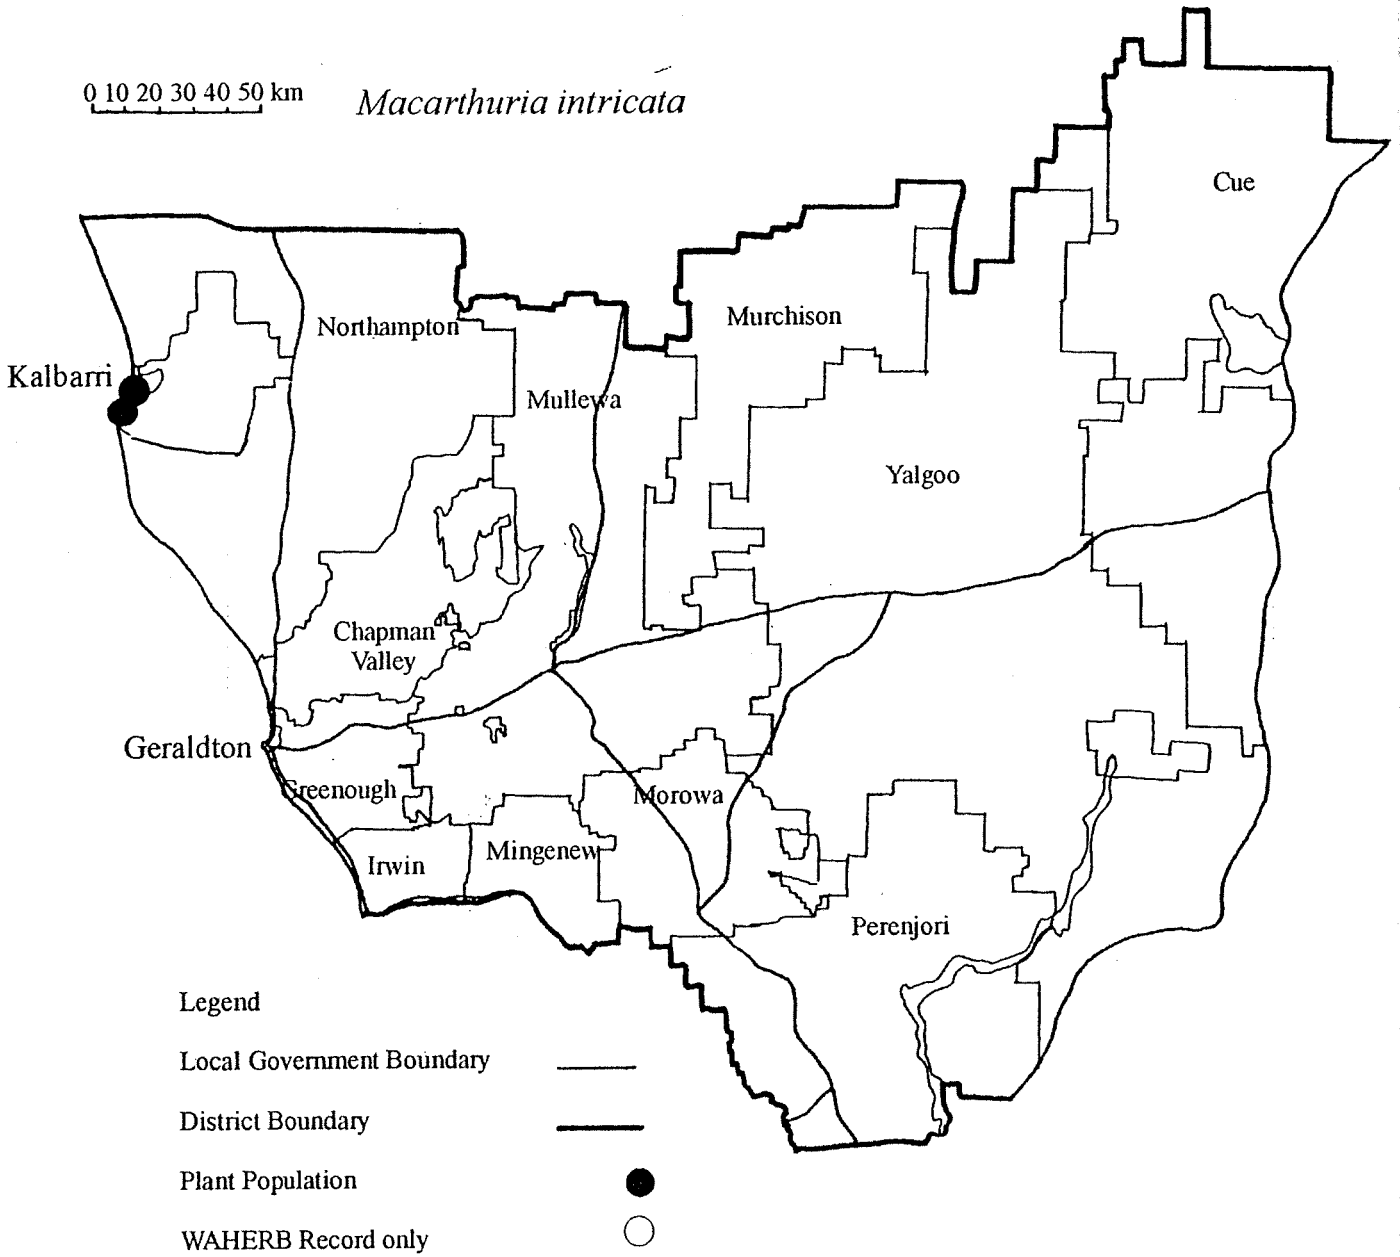 0 10 20 30 40 50 km
Macarthuria intricata
Cue
Northampton
Murchison
Kalbarri
Mullewa
Yalgoo
Chapman
Valley
Geraldton
Greenough
Morowa
Irwin
Mingenew
Perenjori
Legend
Local Government Boundary
District Boundary
Plant Population
WAHERB Record only